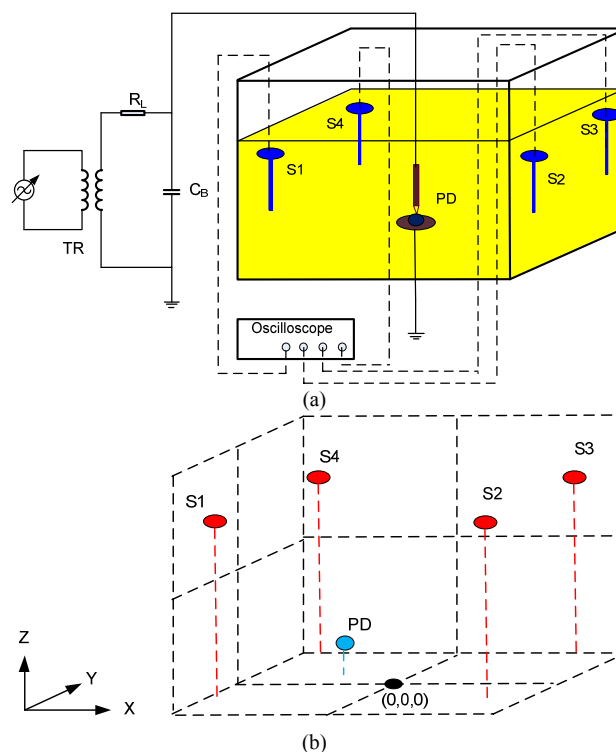 R_L
S4
S3
S1
S2
C_B
PD
TR
Oscilloscope
(a)
S4
S3
S1
S2
PD
Z
Y
X
(0,0,0)
(b)